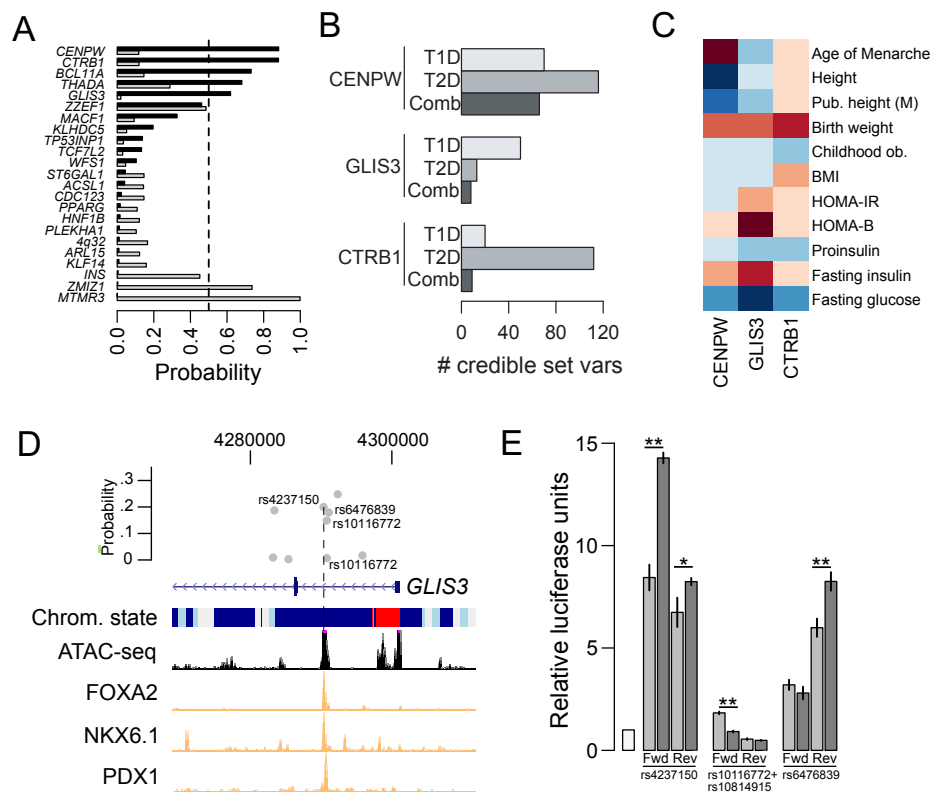 A
CENPW
CTRB1
BCL11A
THADA
GLIS3
ZZEF1
MACF1
KLHDC5
TP53INP1
TCF7L2
WFS1
ST6GAL1
ACSL1
CDC123
PPARG
HNF1B
PLEKHA1
4q32
ARL15
KLF14
INS
ZMIZ1
MTMR3
0.0 0.2 0.4 0.6 0.8 1.0
Probability
B
CENPW
T1D
T2D
Comb
GLIS3
T1D
T2D
Comb
CTRB1
T1D
T2D
Comb
0 40 80 120
# credible set vars
C
Age of Menarche
Height
Pub. height (M)
Birth weight
Childhood ob.
BMI
HOMA-IR
HOMA-B
Proinsulin
Fasting insulin
Fasting glucose
CENPW GLIS3 CTRB1
D
4280000 4300000
Probability
.3
.2
.1
0
rs4237150
rs6476839
rs10116772
rs10116772
GLIS3
Chrom. state
ATAC-seq
FOXA2
NKX6.1
PDX1
E
Relative luciferase units
15
10
5
0
** * ** **
Fwd Rev Fwd Rev Fwd Rev
rs4237150 rs10116772+ rs6476839
rs10814915